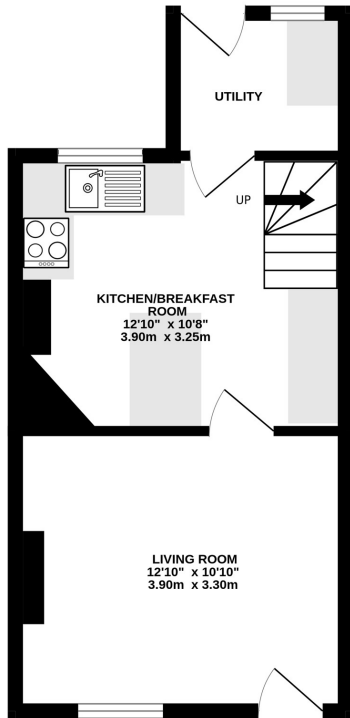 UTILITY
UP
KITCHEN/BREAKFAST
ROOM
12'10" x 10'8"
3.90m x 3.25m
LIVING ROOM
12'10" x 10'10"
3.90m x 3.30m